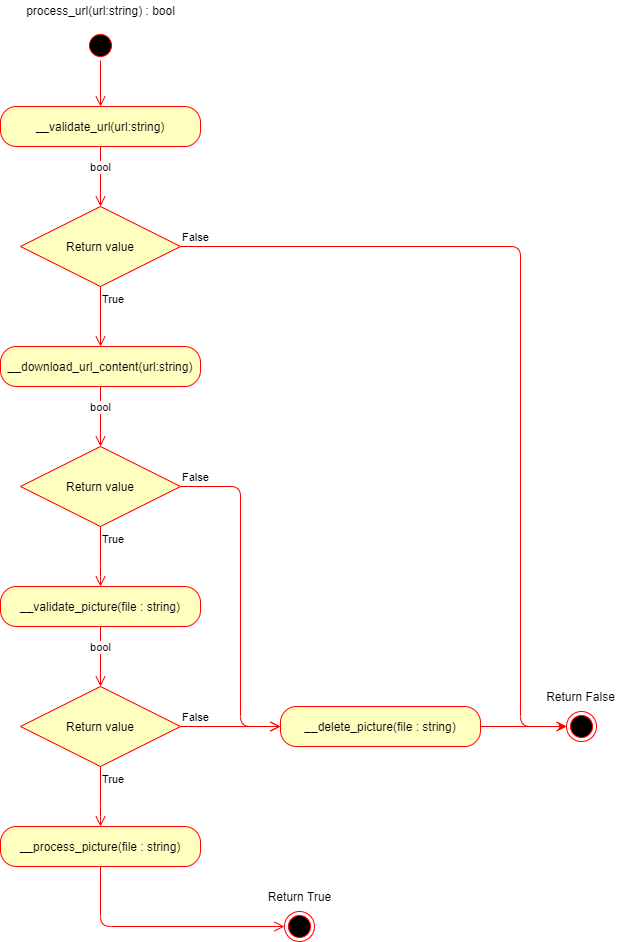 process_url(url:string) : bool
__validate_url(url:string)
bool
Return value
False
True
__download_url_content(url:string)
bool
Return value
False
True
__validate_picture(file : string)
bool
Return value
False
__delete_picture(file : string)
Return False
True
__process_picture(file : string)
Return True